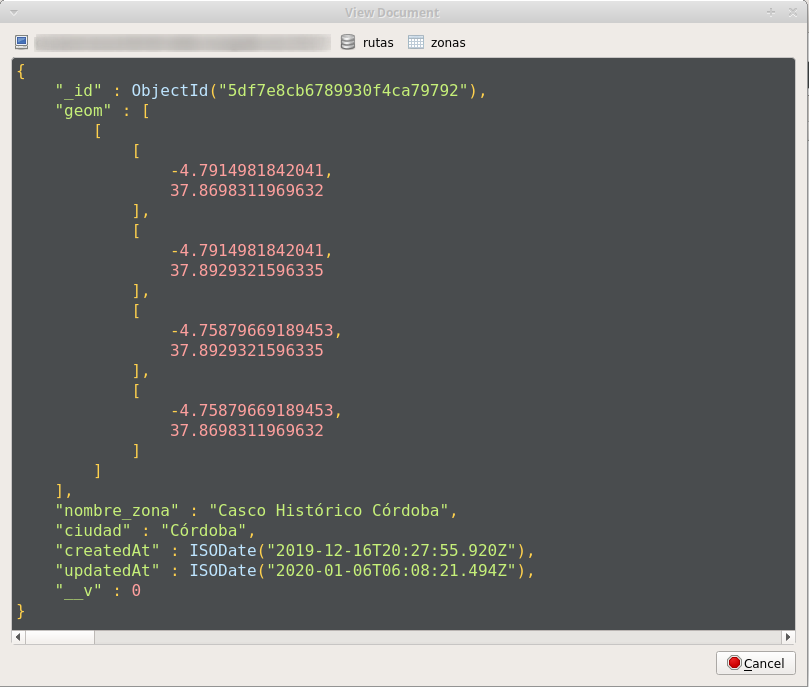 View Document
rutas zonas
{
    "_id" : ObjectId("5df7e8cb6789930f4ca79792"),
    "geom" : [
        [
            [
                -4.7914981842041,
                37.8698311969632
            ],
            [
                -4.7914981842041,
                37.8929321596335
            ],
            [
                -4.75879669189453,
                37.8929321596335
            ],
            [
                -4.75879669189453,
                37.8698311969632
            ]
        ]
    ],
    "nombre_zona" : "Casco Histórico Córdoba",
    "ciudad" : "Córdoba",
    "createdAt" : ISODate("2019-12-16T20:27:55.920Z"),
    "updatedAt" : ISODate("2020-01-06T06:08:21.494Z"),
    "__v" : 0
}
Cancel